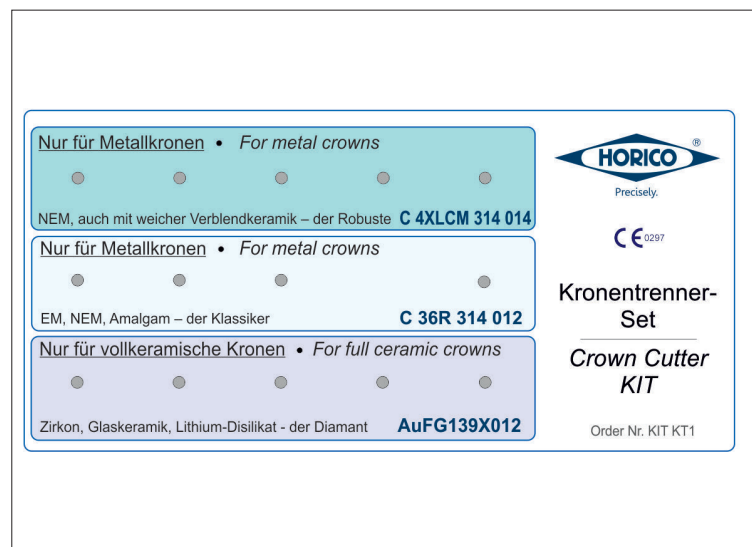 Nur für Metallkronen • For metal crowns
NEM, auch mit weicher Verblendkeramik – der Robuste C 4XLCM 314 014
Nur für Metallkronen • For metal crowns
EM, NEM, Amalgam – der Klassiker C 36R 314 012
Nur für vollkeramische Kronen • For full ceramic crowns
Zirkon, Glaskeramik, Lithium-Disilikat - der Diamant AuFG139X012
HORICO ®
Precisely.
CE 0297
Kronentrenner-
Set
Crown Cutter
KIT
Order Nr. KIT KT1